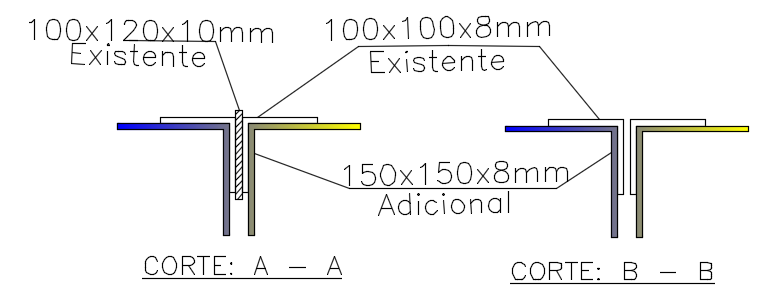 100x120x10mm
Existente
100x100x8mm
Existente
150x150x8mm
Adicional
CORTE: A – A
CORTE: B – B